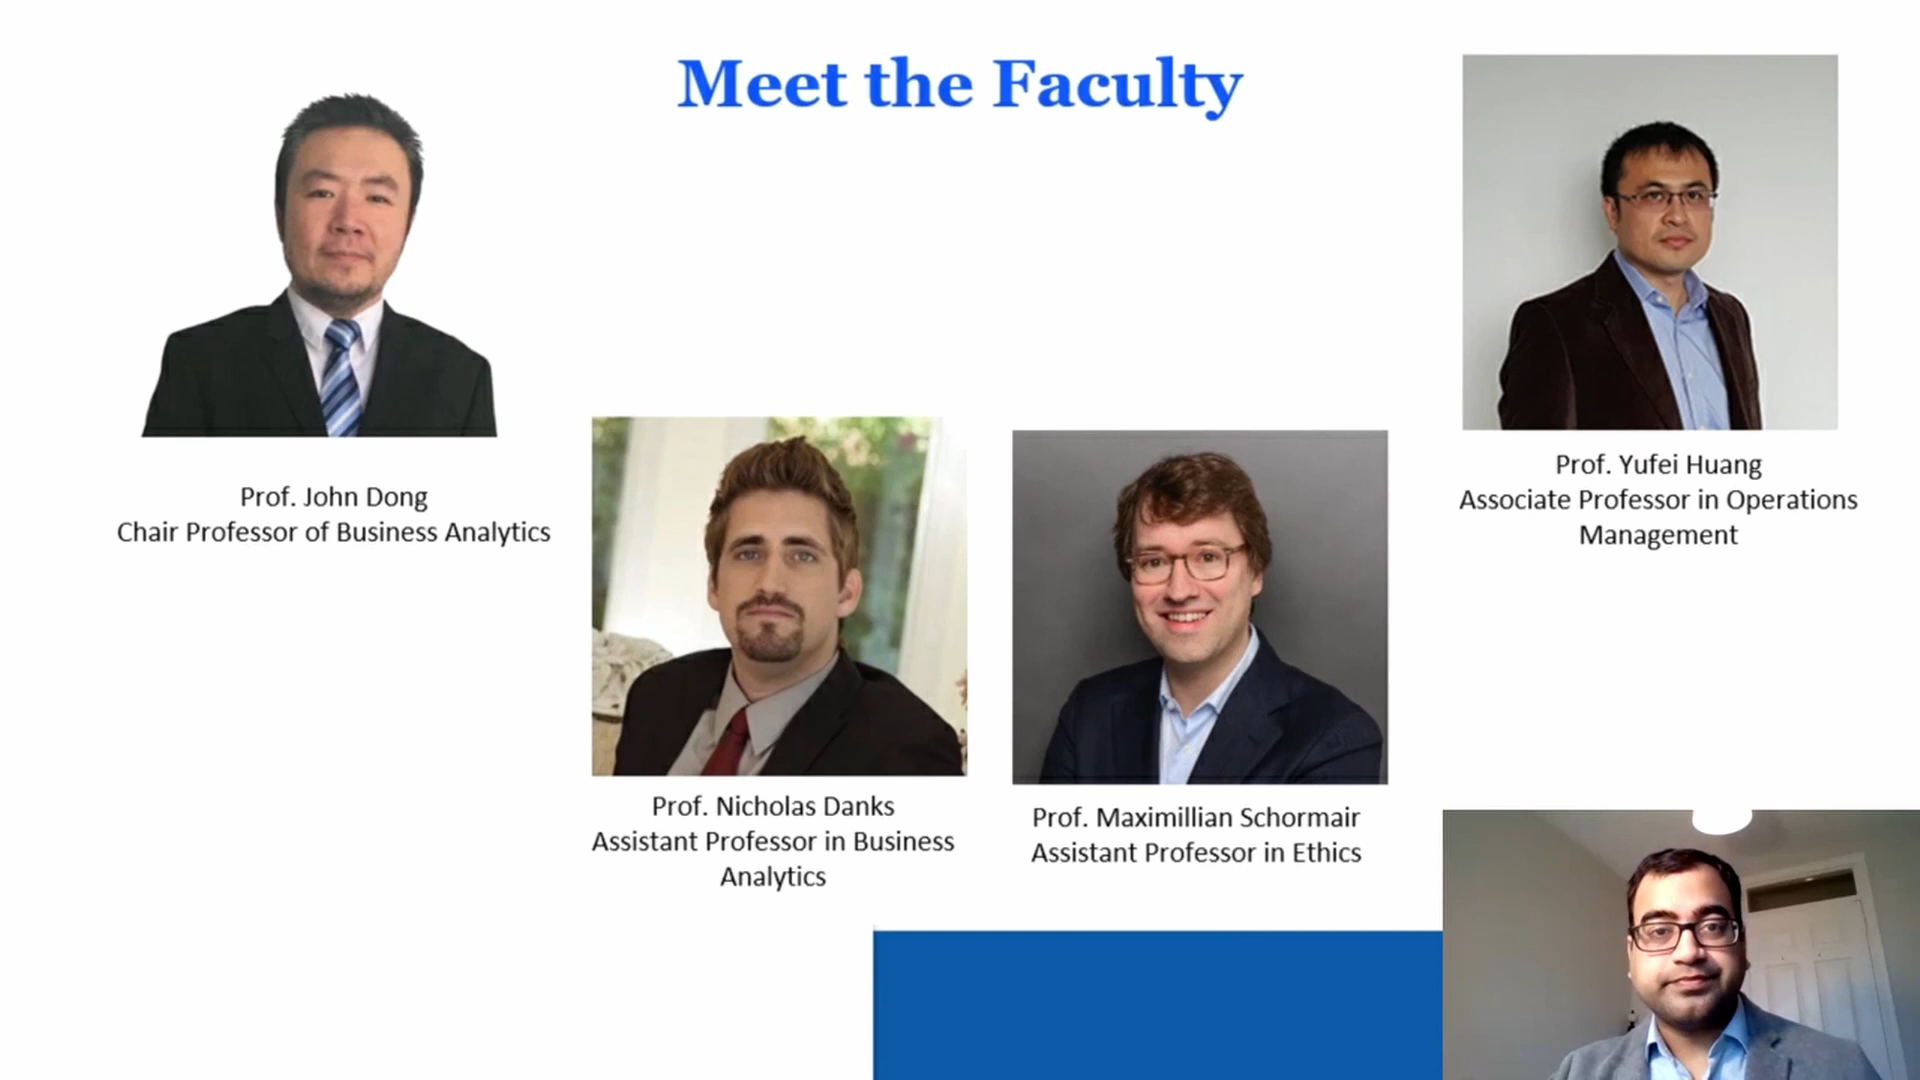 Meet the Faculty
Prof. John Dong
Chair Professor of Business Analytics
Prof. Nicholas Danks
Assistant Professor in Business
Analytics
Prof. Maximillian Schormair
Assistant Professor in Ethics
Prof. Yufei Huang
Associate Professor in Operations
Management